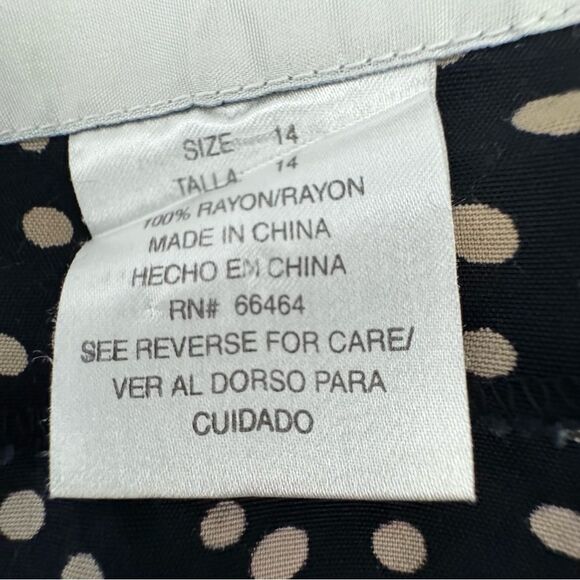 SIZE 14
TALLA 14
100% RAYON/RAYON
MADE IN CHINA
HECHO EN CHINA
RN# 66464
SEE REVERSE FOR CARE/
VER AL DORSO PARA
CUIDADO